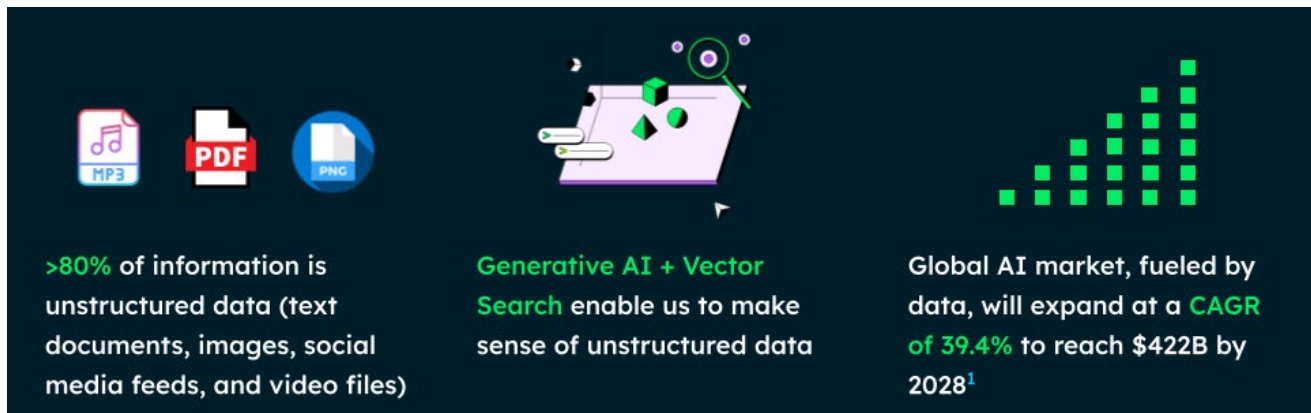 MP3
PDF
PNG
>80% of information is
unstructured data (text
documents, images, social
media feeds, and video files)
Generative AI + Vector
Search enable us to make
sense of unstructured data
Global AI market, fueled by
data, will expand at a CAGR
of 39.4% to reach $422B by
2028¹